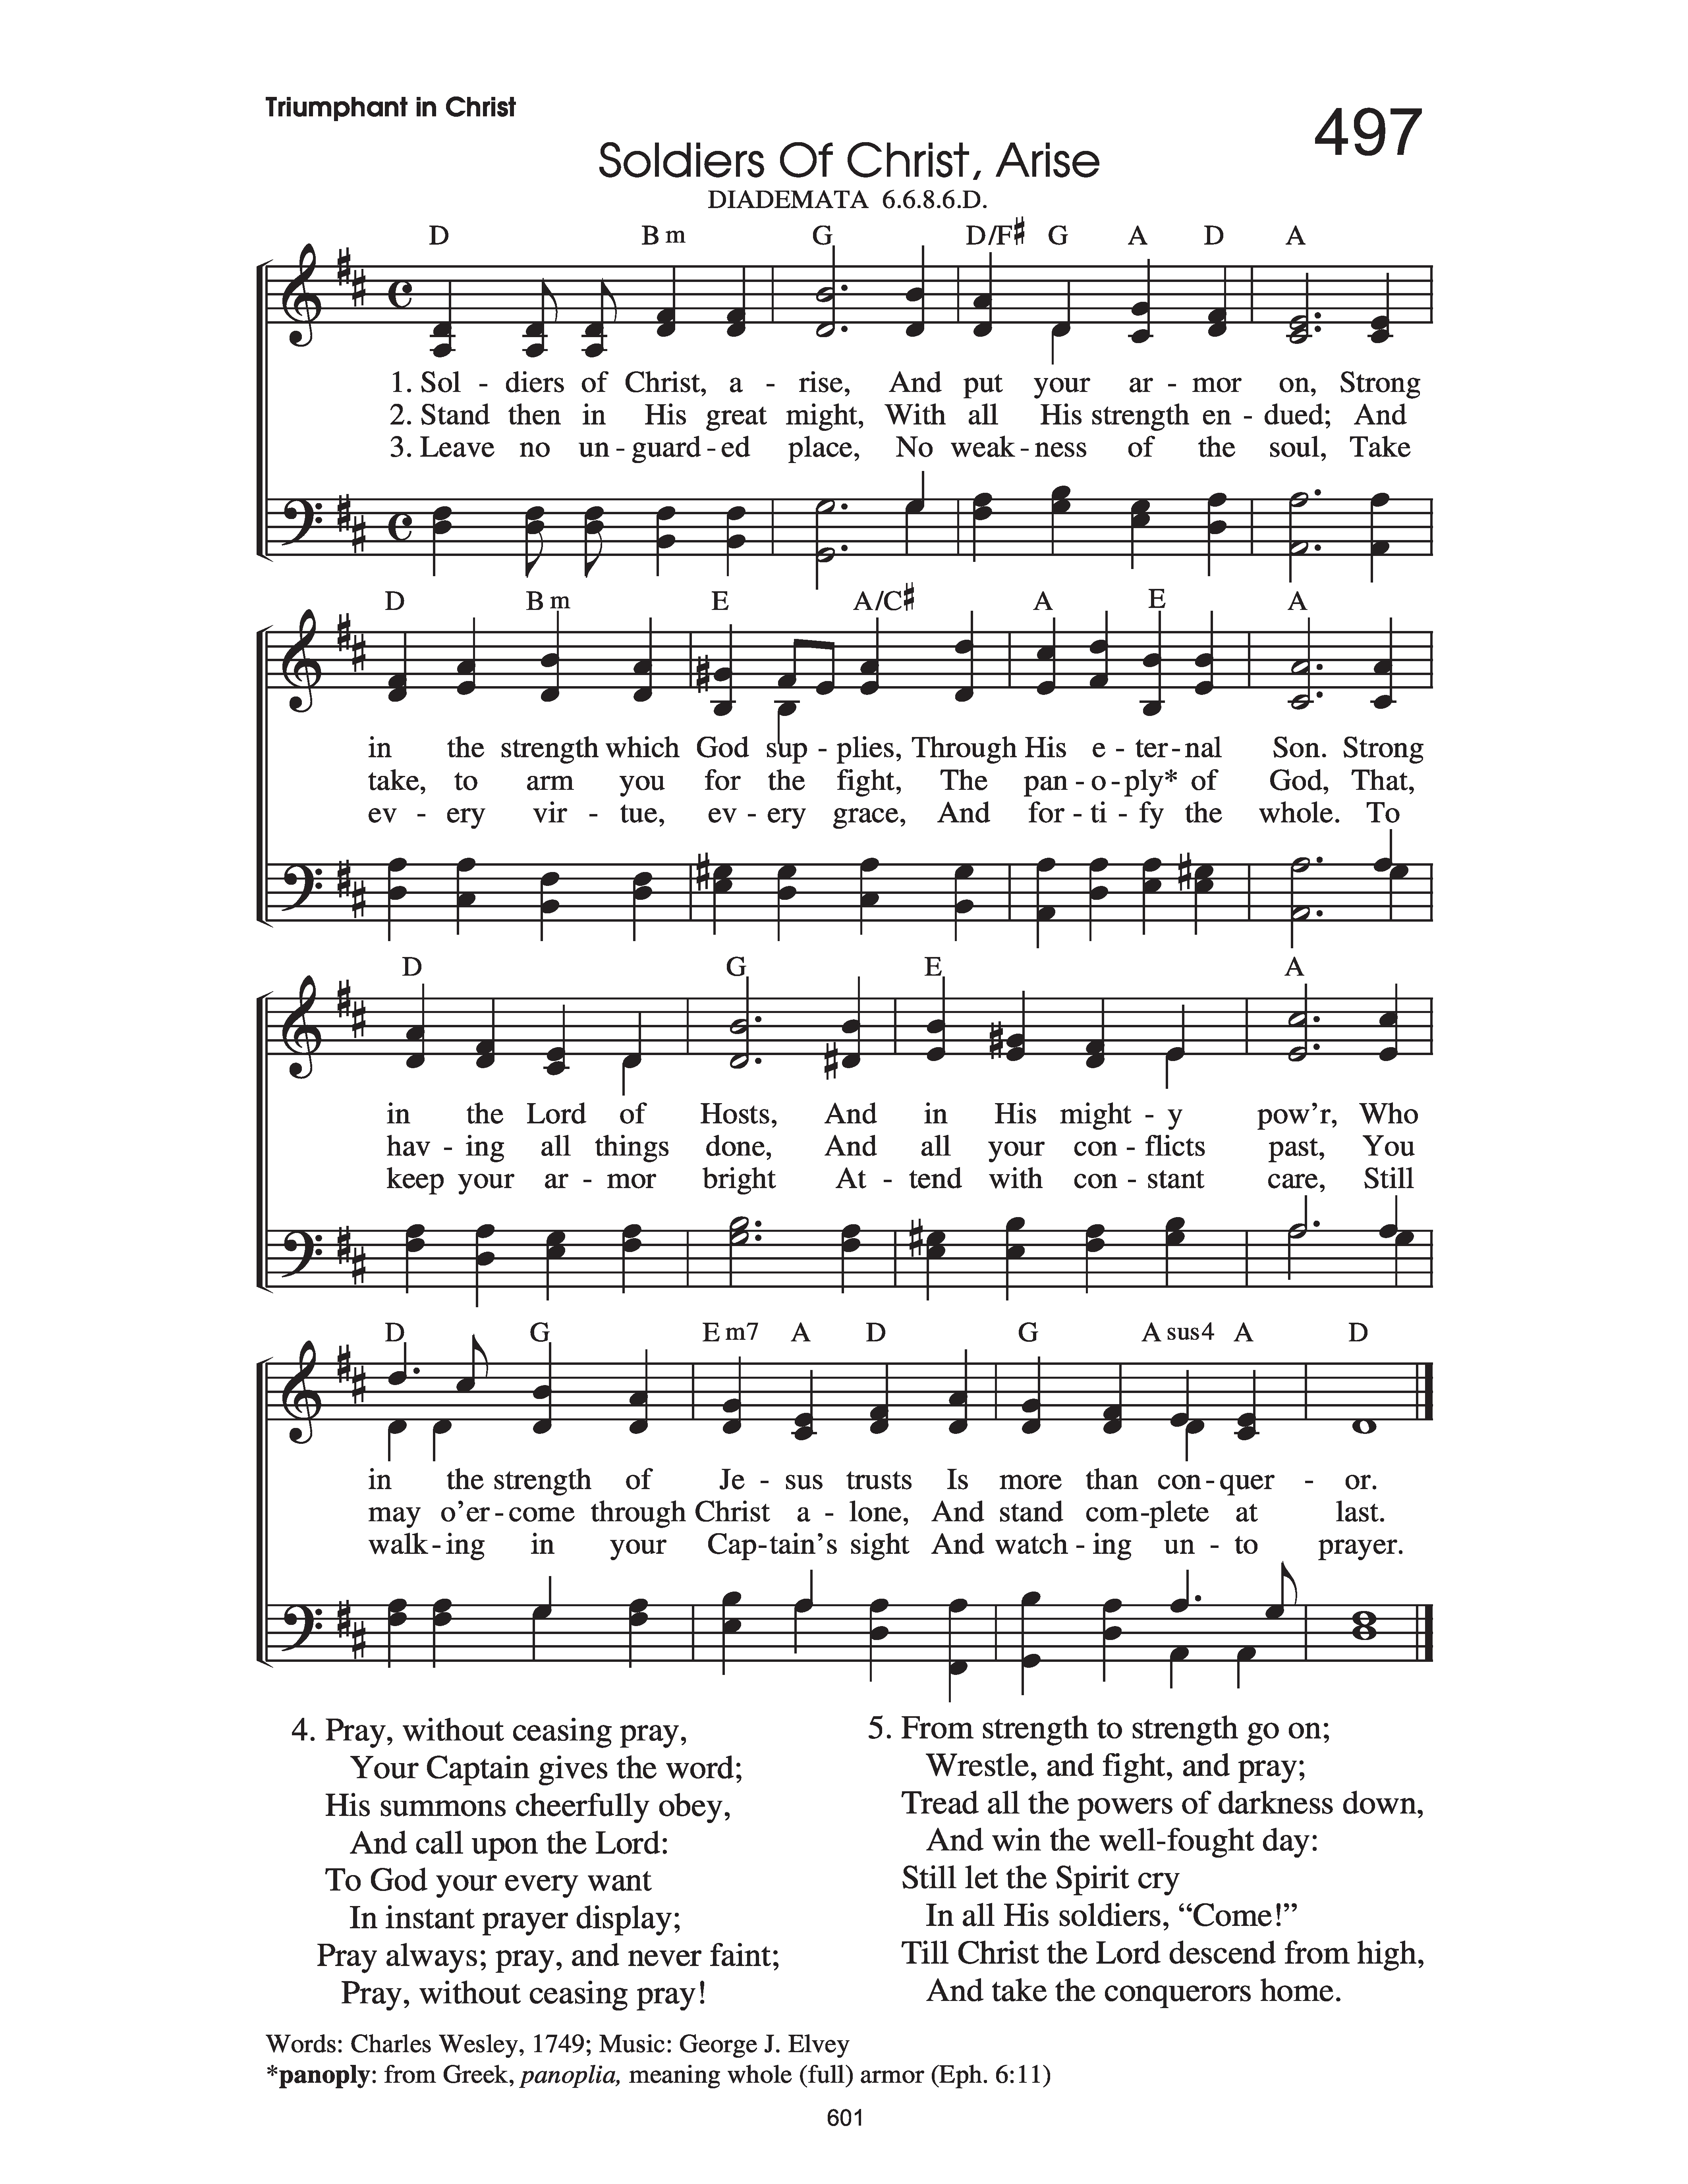 Triumphant in Christ
497
Soldiers Of Christ, Arise
DIADEMATA 6.6.8.6.D.
D Bm G D/F♯ G A D A
1. Sol - diers of Christ, a - rise, And put your ar - mor on, Strong
2. Stand then in His great might, With all His strength en - dued; And
3. Leave no un - guard - ed place, No weak - ness of the soul, Take
D Bm E A/C♯ A E A
in the strength which God sup - plies, Through His e - ter - nal Son. Strong
take, to arm you for the fight, The pan - o - ply* of God, That,
ev - ery vir - tue, ev - ery grace, And for - ti - fy the whole. To
D G E A
in the Lord of Hosts, And in His might - y pow’r, Who
hav - ing all things done, And all your con - flicts past, You
keep your ar - mor bright At - tend with con - stant care, Still
D G Em7 A D G Asus4 A D
in the strength of Je - sus trusts Is more than con - quer - or.
may o’er - come through Christ a - lone, And stand com - plete at last.
walk - ing in your Cap - tain’s sight And watch - ing un - to prayer.
4. Pray, without ceasing pray,
Your Captain gives the word;
His summons cheerfully obey,
And call upon the Lord:
To God your every want
In instant prayer display;
Pray always; pray, and never faint;
Pray, without ceasing pray!
5. From strength to strength go on;
Wrestle, and fight, and pray;
Tread all the powers of darkness down,
And win the well-fought day:
Still let the Spirit cry
In all His soldiers, “Come!”
Till Christ the Lord descend from high,
And take the conquerors home.
Words: Charles Wesley, 1749; Music: George J. Elvey
*panoply: from Greek, panoplia, meaning whole (full) armor (Eph. 6:11)
601